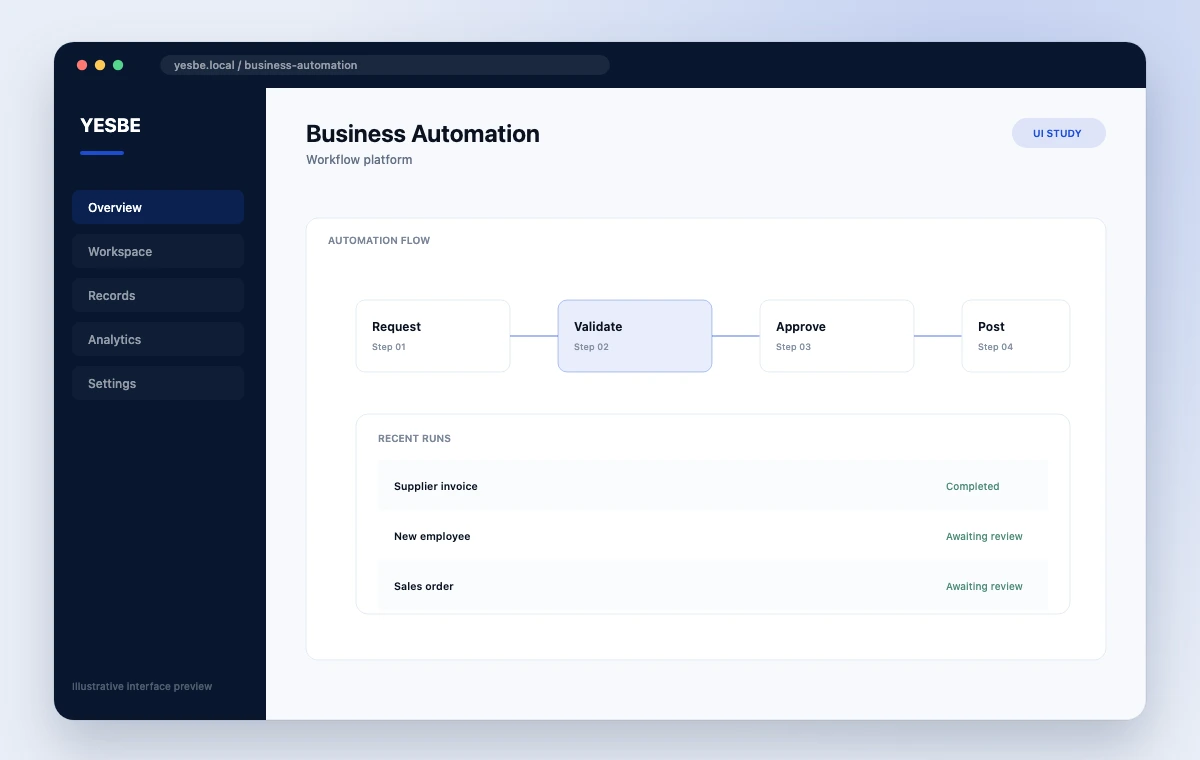 yesbe.local / business-automation
YESBE
Overview
Workspace
Records
Analytics
Settings
Illustrative interface preview
Business Automation
Workflow platform
UI STUDY
AUTOMATION FLOW
Request
Step 01
Validate
Step 02
Approve
Step 03
Post
Step 04
RECENT RUNS
Supplier invoice
Completed
New employee
Awaiting review
Sales order
Awaiting review